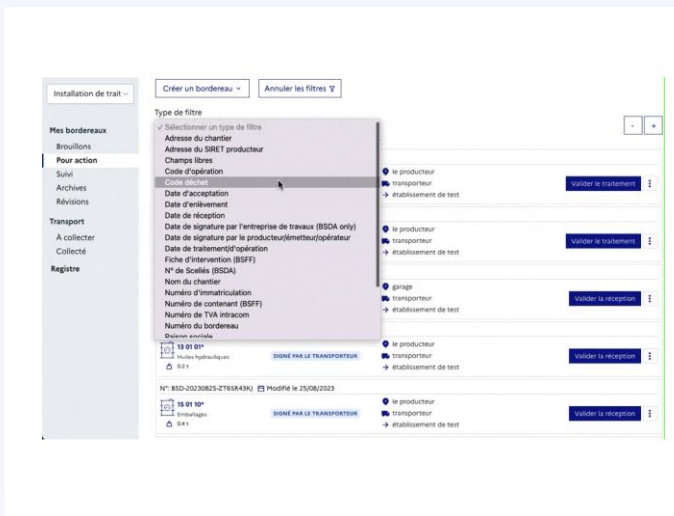 Installation de trait
Créer un bordereau
Annuler les filtres
Type de filtre
- +
Mes bordereaux
Brouillons
Pour action
Suivi
Archives
Révisions
Transport
À collecter
Collecté
Registre
✓ Sélectionner un type de filtre
Adresse du chantier
Adresse du SIRET producteur
Champs libres
Code d'opération
Code déchet
Date d'acceptation
Date d'enlèvement
Date de réception
Date de signature par l'entreprise de travaux (BSDA only)
Date de signature par le producteur/émetteur/opérateur
Date de traitement/d'opération
Fiche d'intervention (BSFF)
N° de Scellés (BSDA)
Nom du chantier
Numéro d'immatriculation
Numéro de contenant (BSFF)
Numéro de TVA intracom
Numéro du bordereau
Raison sociale
le producteur
transporteur
établissement de test
Valider le traitement
le producteur
transporteur
établissement de test
Valider le traitement
garage
transporteur
établissement de test
Valider la réception
13 01 01*
Huiles hydrauliques
0.2 t
SIGNÉ PAR LE TRANSPORTEUR
le producteur
transporteur
établissement de test
Valider la réception
N°: BSD-20230825-ZT6SR43KJ Modifié le 25/08/2023
15 01 10*
Emballages
0.4 t
SIGNÉ PAR LE TRANSPORTEUR
le producteur
transporteur
établissement de test
Valider la réception